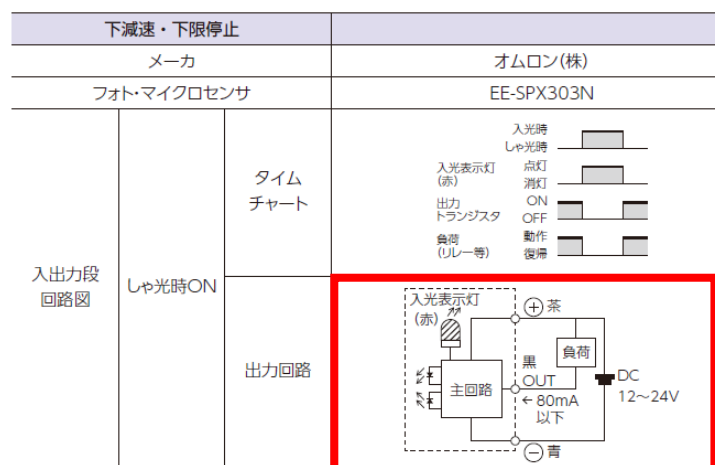 下減速・下限停止
メーカ
オムロン(株)
フォト・マイクロセンサ
EE-SPX303N
入出力段
回路図
しゃ光時ON
タイム
チャート
入光時
しゃ光時
入光表示灯
(赤)
点灯
消灯
出力
トランジスタ
ON
OFF
負荷
(リレー等)
動作
復帰
出力回路
入光表示灯
(赤)
主回路
+ 茶
負荷
黒
OUT
←80mA
以下
DC
12〜24V
− 青